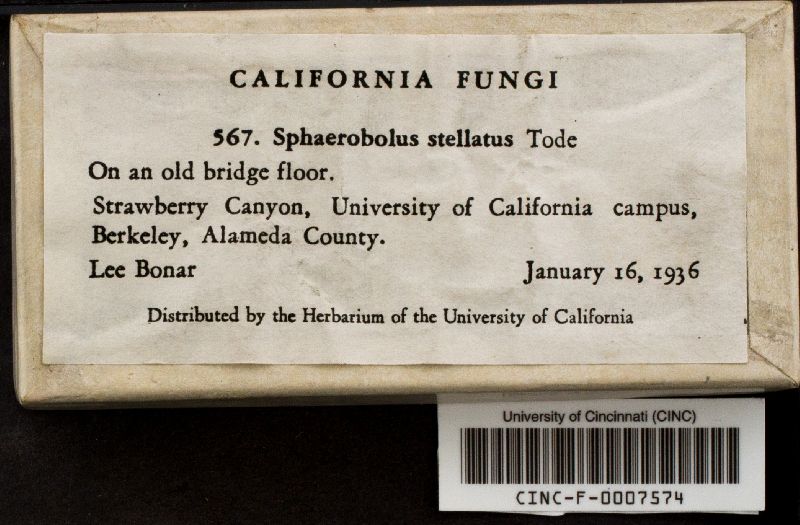 CALIFORNIA FUNGI
567. Sphaerobolus stellatus Tode
On an old bridge floor.
Strawberry Canyon, University of California campus,
Berkeley, Alameda County.
Lee Bonar January 16, 1936
Distributed by the Herbarium of the University of California
University of Cincinnati (CINC)
CINC-F-0007574